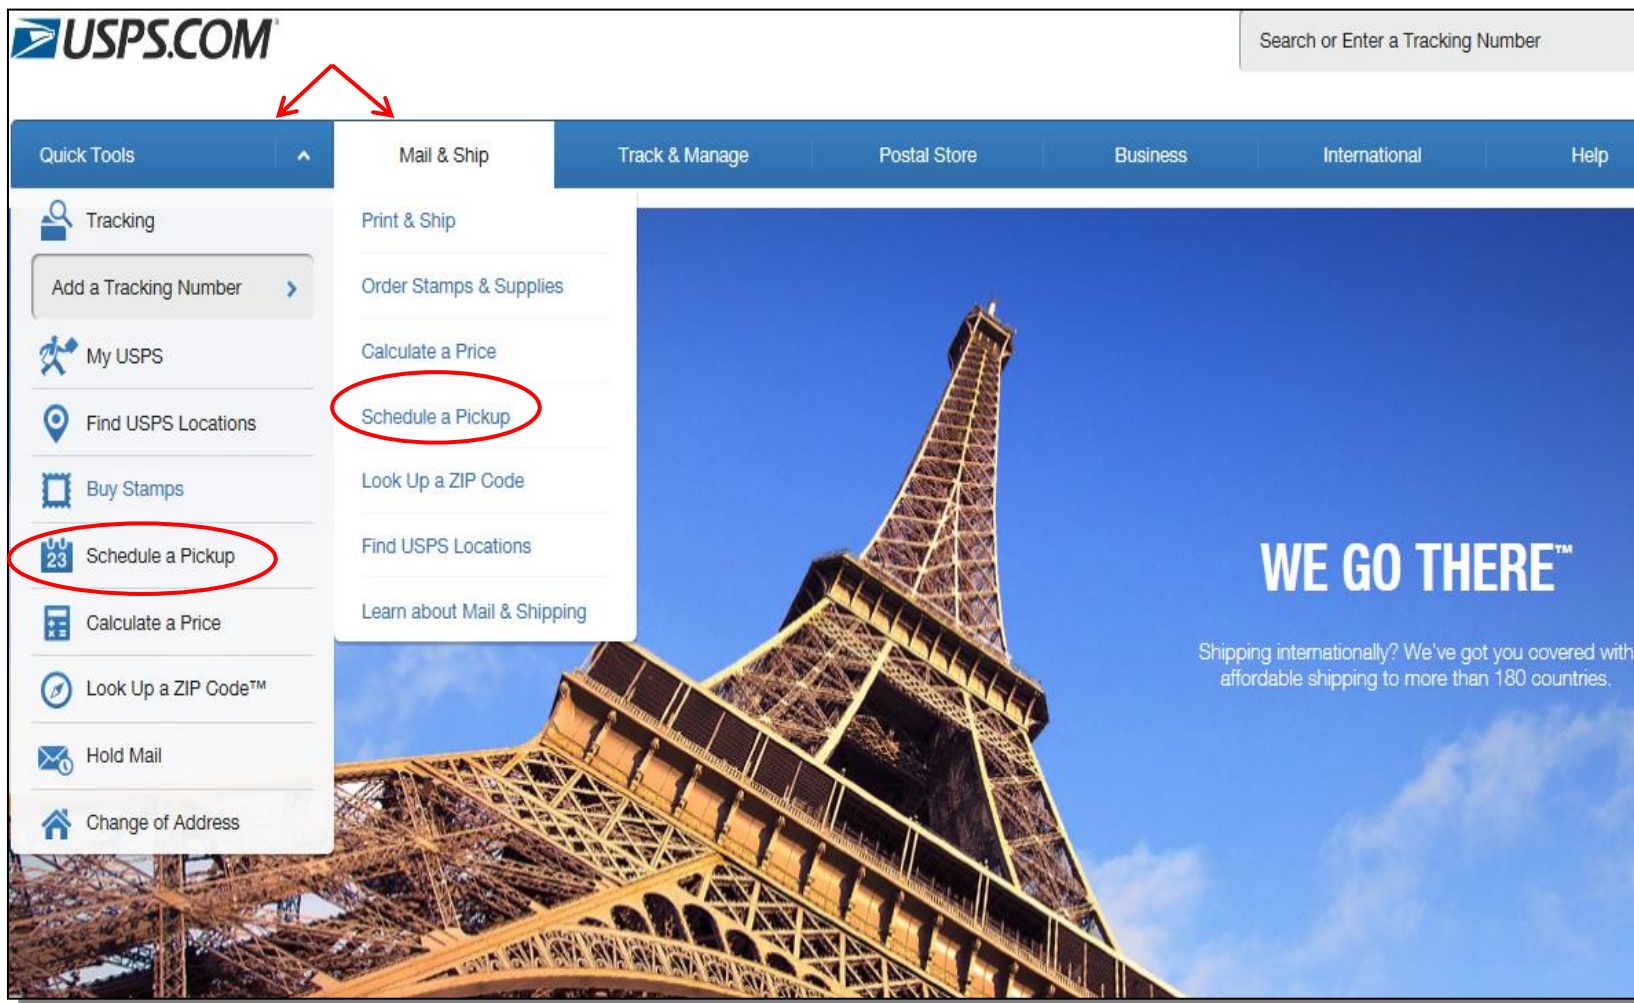 USPS.COM®
Search or Enter a Tracking Number
Quick Tools
Mail & Ship
Track & Manage
Postal Store
Business
International
Help
Tracking
Add a Tracking Number
My USPS
Find USPS Locations
Buy Stamps
23
Schedule a Pickup
Calculate a Price
Look Up a ZIP Code™
Hold Mail
Change of Address
Print & Ship
Order Stamps & Supplies
Calculate a Price
Schedule a Pickup
Look Up a ZIP Code
Find USPS Locations
Learn about Mail & Shipping
WE GO THERE™
Shipping internationally? We've got you covered with
affordable shipping to more than 180 countries.